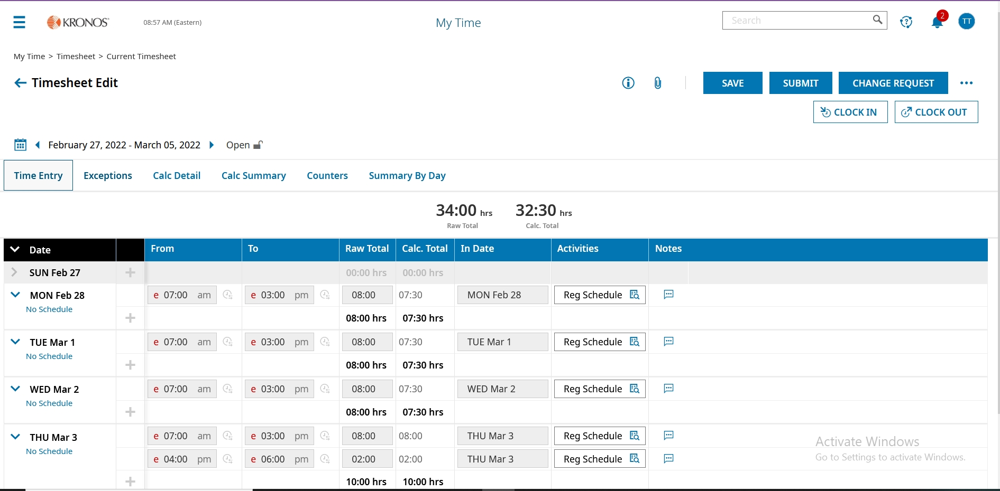 KRONOS
08:57 AM (Eastern)
My Time
Search
2
TT
My Time > Timesheet > Current Timesheet
Timesheet Edit
SAVE
SUBMIT
CHANGE REQUEST
CLOCK IN
CLOCK OUT
February 27, 2022 - March 05, 2022
Open
Time Entry Exceptions Calc Detail Calc Summary Counters Summary By Day
34:00 hrs 32:30 hrs
Raw Total Calc. Total
Date From To Raw Total Calc. Total In Date Activities Notes
SUN Feb 27 00:00 hrs 00:00 hrs
MON Feb 28 e 07:00 am e 03:00 pm 08:00 07:30 MON Feb 28 Reg Schedule
No Schedule
08:00 hrs 07:30 hrs
TUE Mar 1 e 07:00 am e 03:00 pm 08:00 07:30 TUE Mar 1 Reg Schedule
No Schedule
08:00 hrs 07:30 hrs
WED Mar 2 e 07:00 am e 03:00 pm 08:00 07:30 WED Mar 2 Reg Schedule
No Schedule
08:00 hrs 07:30 hrs
THU Mar 3 e 07:00 am e 03:00 pm 08:00 08:00 THU Mar 3 Reg Schedule
No Schedule
e 04:00 pm e 06:00 pm 02:00 02:00 THU Mar 3 Reg Schedule
10:00 hrs 10:00 hrs
Activate Windows
Go to Settings to activate Windows.